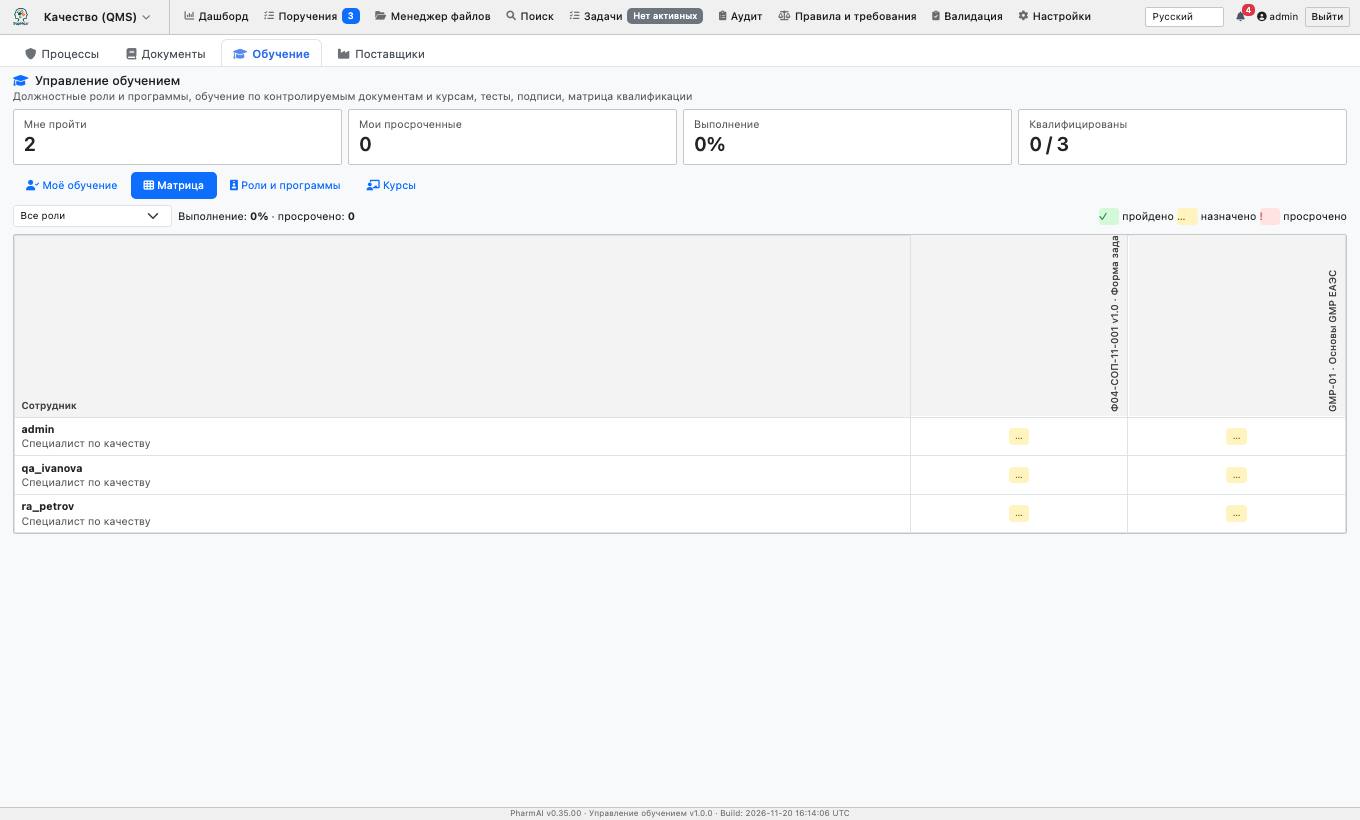 Качество (QMS) Дашборд Поручения 3 Менеджер файлов Поиск Задачи Нет активных Аудит Правила и требования Валидация Настройки Русский 4 admin Выйти
Процессы Документы Обучение Поставщики
Управление обучением
Должностные роли и программы, обучение по контролируемым документам и курсам, тесты, подписи, матрица квалификации
Мне пройти Мои просроченные Выполнение Квалифицированы
2 0 0% 0 / 3
Моё обучение Матрица Роли и программы Курсы
Все роли Выполнение: 0% · просрочено: 0 ✓ пройдено … назначено ! просрочено
Сотрудник
Ф04-СОП-11-001 v1.0 · Форма зада
GMP-01 · Основы GMP ЕАЭС
admin
Специалист по качеству
… …
qa_ivanova
Специалист по качеству
… …
ra_petrov
Специалист по качеству
… …
PharmAI v0.35.00 · Управление обучением v1.0.0 · Build: 2026-11-20 16:14:06 UTC